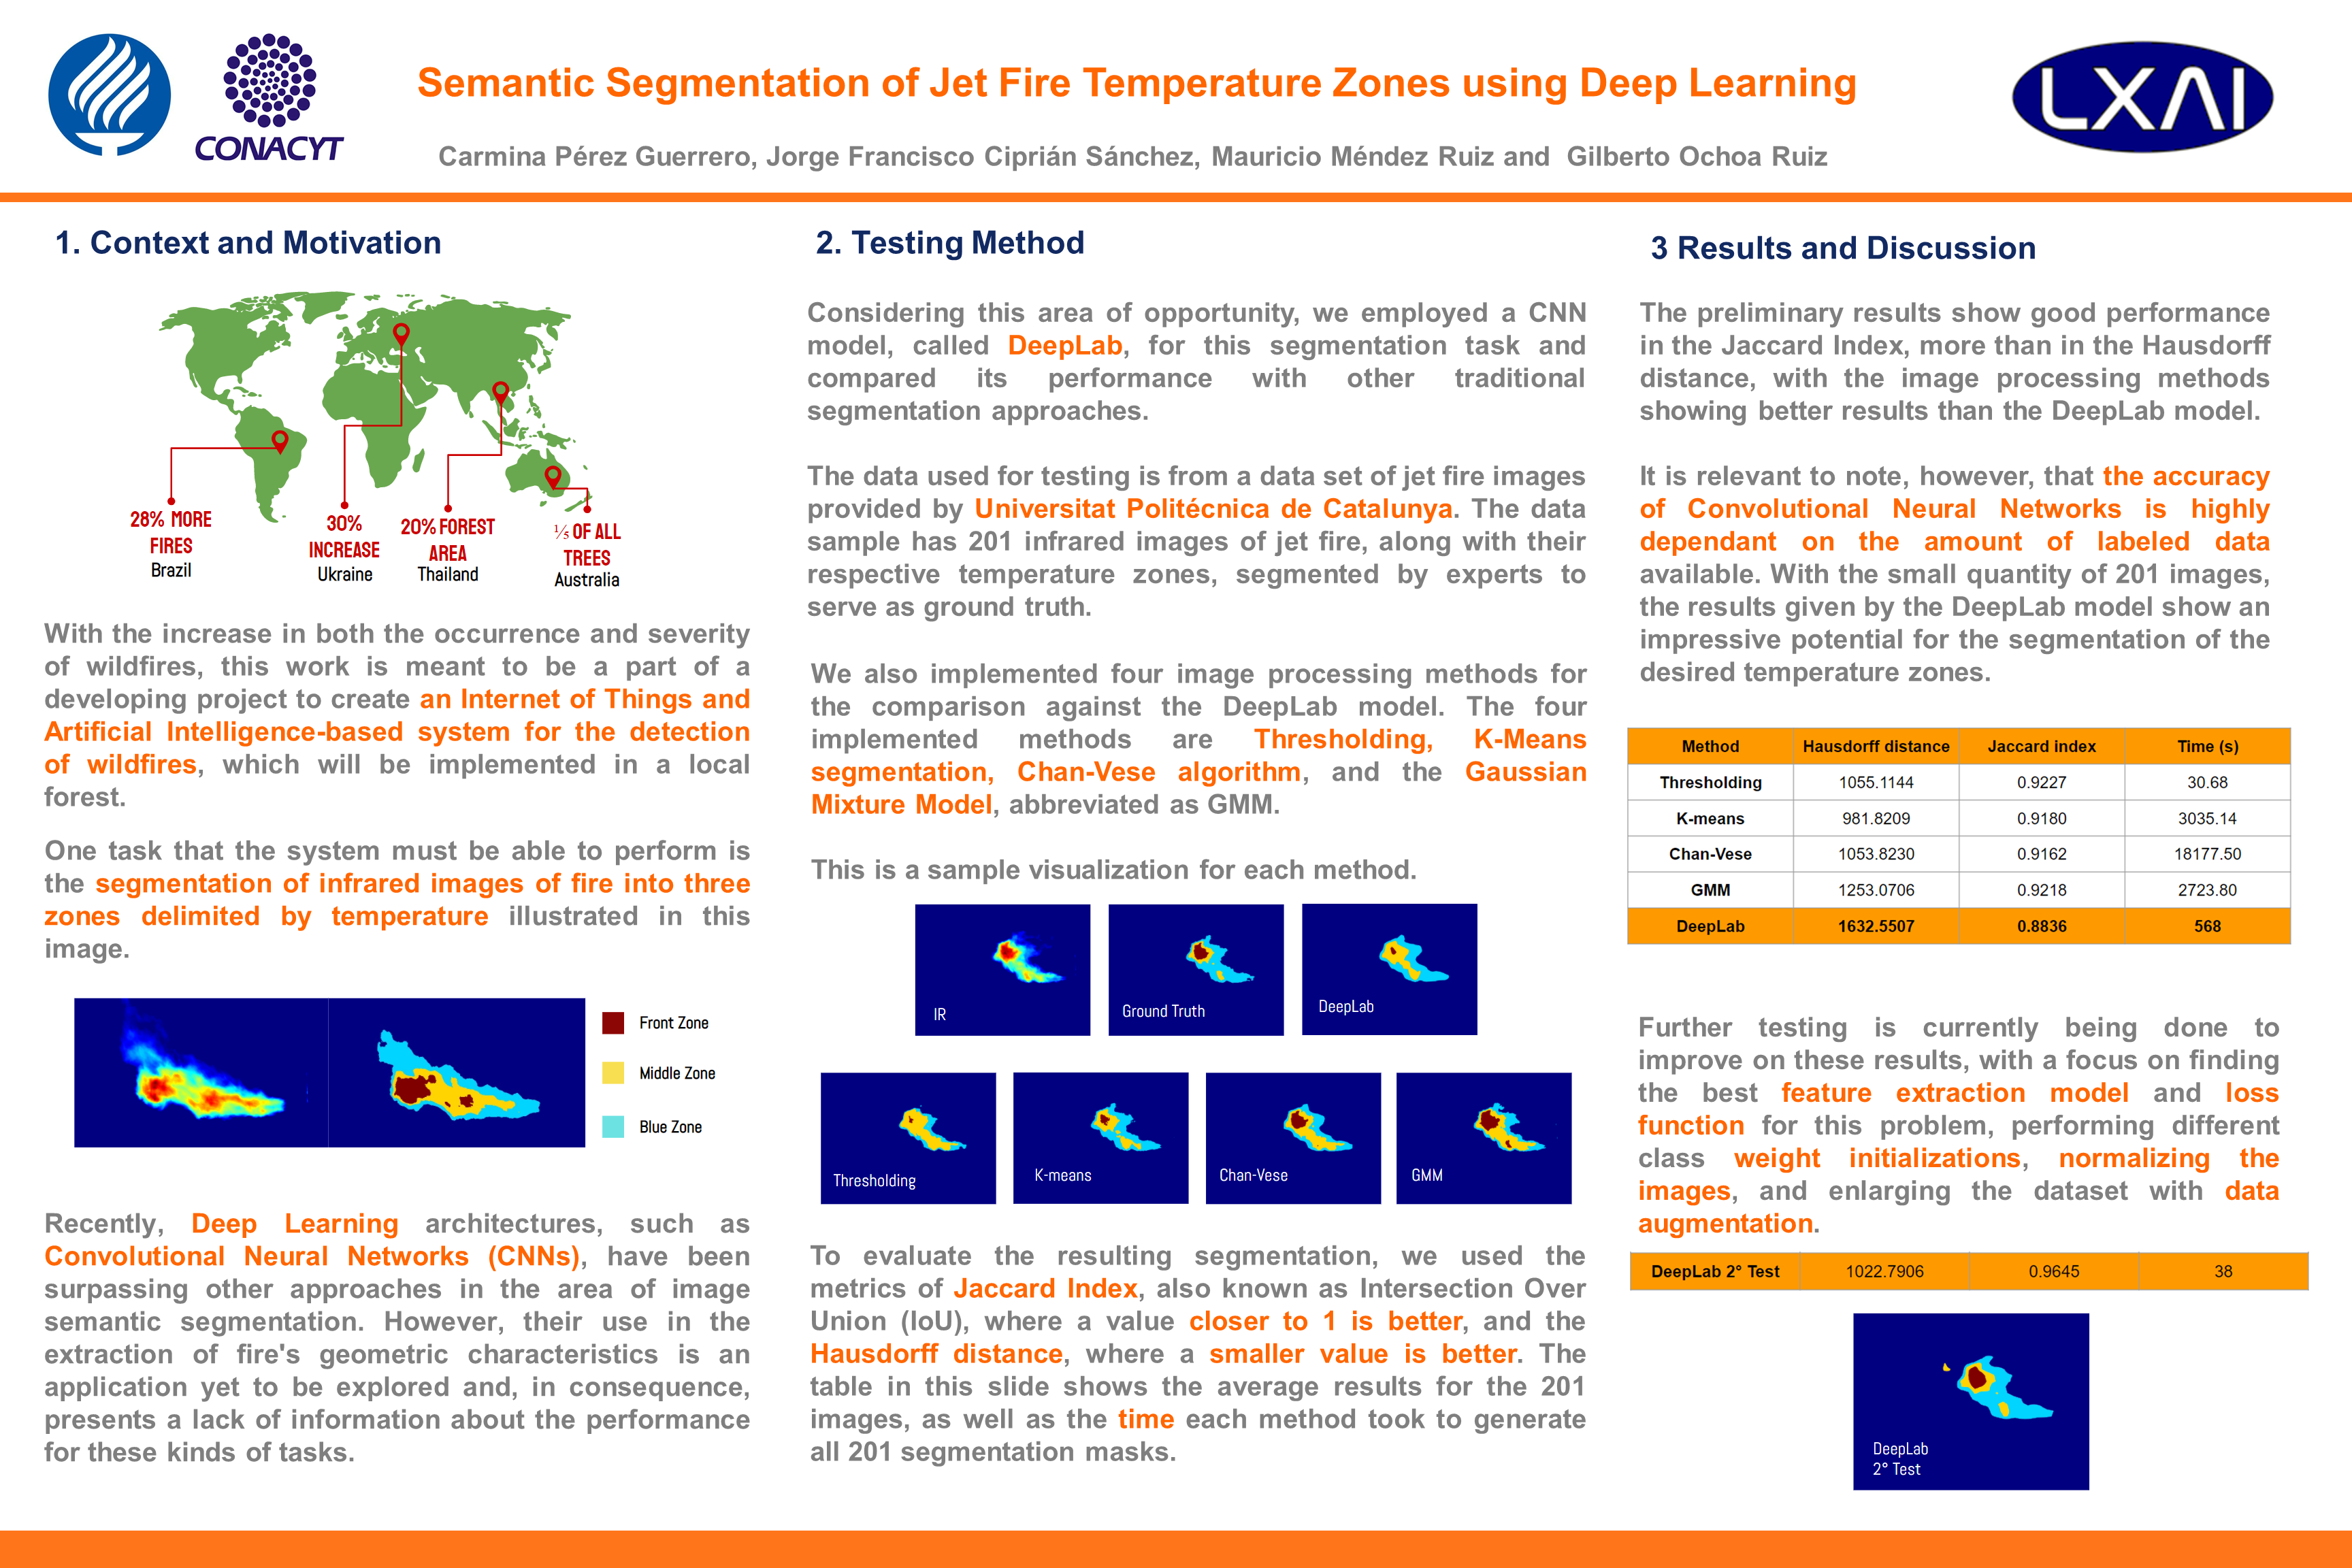 CONACYT
Semantic Segmentation of Jet Fire Temperature Zones using Deep Learning
Carmina Pérez Guerrero, Jorge Francisco Ciprián Sánchez, Mauricio Méndez Ruiz and Gilberto Ochoa Ruiz
LXAI
1. Context and Motivation
28% MORE
FIRES
Brazil
30%
INCREASE
Ukraine
20% FOREST
AREA
Thailand
⅕ OF ALL
TREES
Australia
With the increase in both the occurrence and severity
of wildfires, this work is meant to be a part of a
developing project to create an Internet of Things and
Artificial Intelligence-based system for the detection
of wildfires, which will be implemented in a local
forest.
One task that the system must be able to perform is
the segmentation of infrared images of fire into three
zones delimited by temperature illustrated in this
image.
Front Zone
Middle Zone
Blue Zone
Recently, Deep Learning architectures, such as
Convolutional Neural Networks (CNNs), have been
surpassing other approaches in the area of image
semantic segmentation. However, their use in the
extraction of fire's geometric characteristics is an
application yet to be explored and, in consequence,
presents a lack of information about the performance
for these kinds of tasks.
2. Testing Method
Considering this area of opportunity, we employed a CNN
model, called DeepLab, for this segmentation task and
compared its performance with other traditional
segmentation approaches.
The data used for testing is from a data set of jet fire images
provided by Universitat Politécnica de Catalunya. The data
sample has 201 infrared images of jet fire, along with their
respective temperature zones, segmented by experts to
serve as ground truth.
We also implemented four image processing methods for
the comparison against the DeepLab model. The four
implemented methods are Thresholding, K-Means
segmentation, Chan-Vese algorithm, and the Gaussian
Mixture Model, abbreviated as GMM.
This is a sample visualization for each method.
IR
Ground Truth
DeepLab
Thresholding
K-means
Chan-Vese
GMM
To evaluate the resulting segmentation, we used the
metrics of Jaccard Index, also known as Intersection Over
Union (IoU), where a value closer to 1 is better, and the
Hausdorff distance, where a smaller value is better. The
table in this slide shows the average results for the 201
images, as well as the time each method took to generate
all 201 segmentation masks.
3 Results and Discussion
The preliminary results show good performance
in the Jaccard Index, more than in the Hausdorff
distance, with the image processing methods
showing better results than the DeepLab model.
It is relevant to note, however, that the accuracy
of Convolutional Neural Networks is highly
dependant on the amount of labeled data
available. With the small quantity of 201 images,
the results given by the DeepLab model show an
impressive potential for the segmentation of the
desired temperature zones.
Method Hausdorff distance Jaccard index Time (s)
Thresholding 1055.1144 0.9227 30.68
K-means 981.8209 0.9180 3035.14
Chan-Vese 1053.8230 0.9162 18177.50
GMM 1253.0706 0.9218 2723.80
DeepLab 1632.5507 0.8836 568
Further testing is currently being done to
improve on these results, with a focus on finding
the best feature extraction model and loss
function for this problem, performing different
class weight initializations, normalizing the
images, and enlarging the dataset with data
augmentation.
DeepLab 2° Test 1022.7906 0.9645 38
DeepLab
2° Test